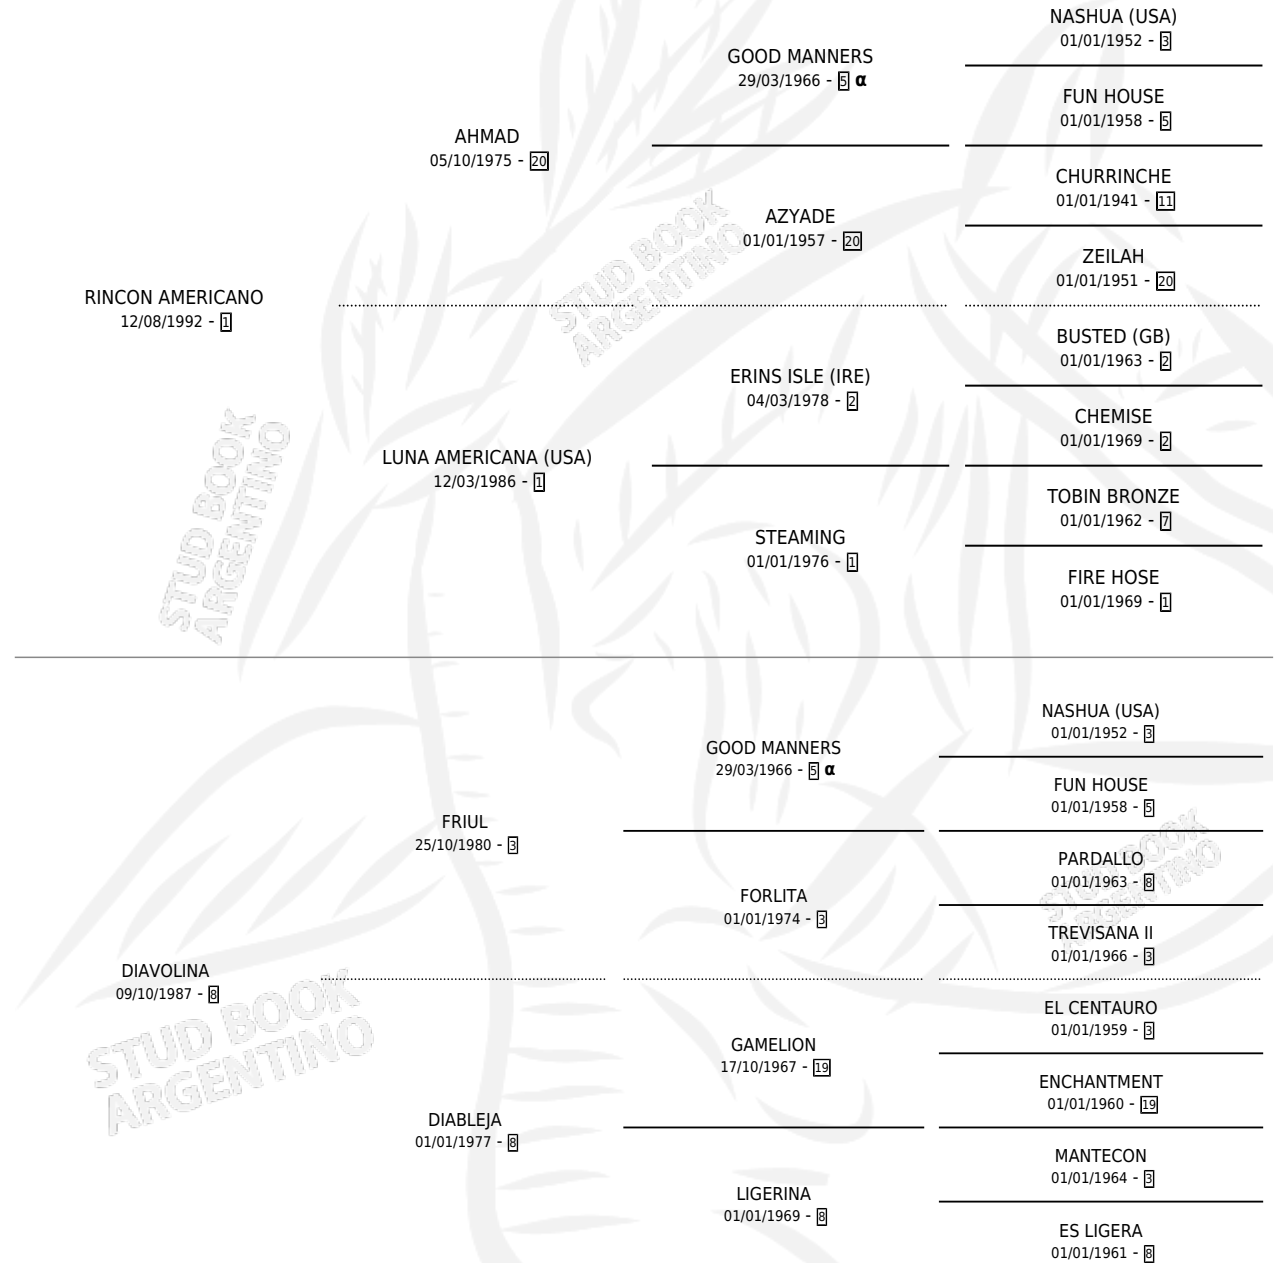 NASHUA (USA)
01/01/1952 - 3
GOOD MANNERS
29/03/1966 - 5 α
FUN HOUSE
01/01/1958 - 5
AHMAD
05/10/1975 - 20
CHURRINCHE
01/01/1941 - 11
AZYADE
01/01/1957 - 20
ZEILAH
01/01/1951 - 20
RINCON AMERICANO
12/08/1992 - 1
BUSTED (GB)
01/01/1963 - 2
ERINS ISLE (IRE)
04/03/1978 - 2
CHEMISE
01/01/1969 - 2
LUNA AMERICANA (USA)
12/03/1986 - 1
TOBIN BRONZE
01/01/1962 - 7
STEAMING
01/01/1976 - 1
FIRE HOSE
01/01/1969 - 1
STUD BOOK
ARGENTINO
STUD BOOK
ARGENTINO
NASHUA (USA)
01/01/1952 - 3
GOOD MANNERS
29/03/1966 - 5 α
FUN HOUSE
01/01/1958 - 5
FRIUL
25/10/1980 - 3
PARDALLO
01/01/1963 - 8
FORLITA
01/01/1974 - 3
TREVISANA II
01/01/1966 - 3
DIAVOLINA
09/10/1987 - 8
EL CENTAURO
01/01/1959 - 3
GAMELION
17/10/1967 - 19
ENCHANTMENT
01/01/1960 - 19
DIABLEJA
01/01/1977 - 8
MANTECON
01/01/1964 - 3
LIGERINA
01/01/1969 - 8
ES LIGERA
01/01/1961 - 8
STUD BOOK
ARGENTINO
STUD BOOK
ARGENTINO